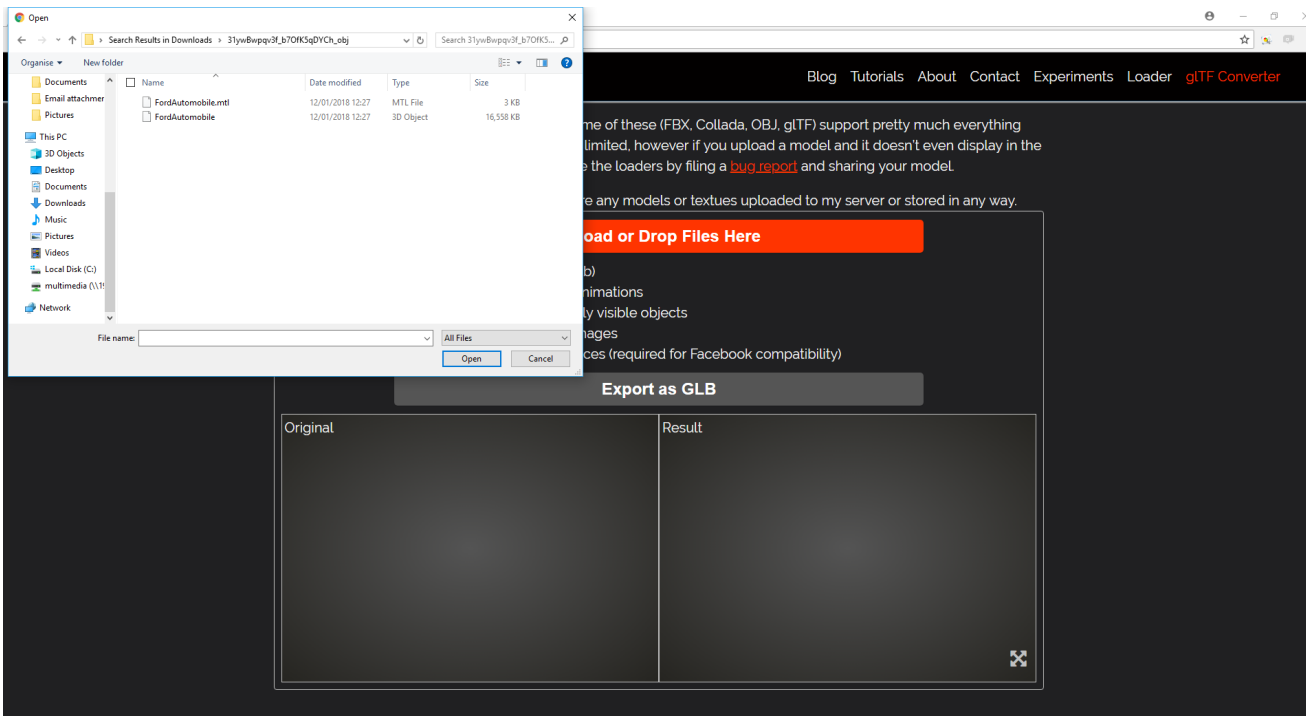 Open
Search Results in Downloads › 31ywBwpqv3f_b7OfK5qDYCh_obj
Search 31ywBwpqv3f_b7OfK5...
Organise
New folder
Name Date modified Type Size
FordAutomobile.mtl 12/01/2018 12:27 MTL File 3 KB
FordAutomobile 12/01/2018 12:27 3D Object 16,558 KB
Documents
Email attachmer
Pictures
This PC
3D Objects
Desktop
Documents
Downloads
Music
Pictures
Videos
Local Disk (C:)
multimedia (\\19
Network
File name:
All Files
Open Cancel
Blog Tutorials About Contact Experiments Loader glTF Converter
me of these (FBX, Collada, OBJ, glTF) support pretty much everything
limited, however if you upload a model and it doesn't even display in the
e the loaders by filing a bug report and sharing your model.
re any models or textues uploaded to my server or stored in any way.
oad or Drop Files Here
b)
nimations
ly visible objects
ages
ces (required for Facebook compatibility)
Export as GLB
Original Result